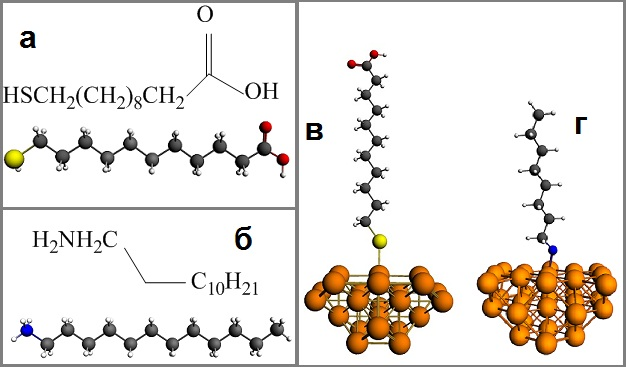 а
O
HSCH2(CH2)8CH2
OH
б
H2NH2C
C10H21
в
г